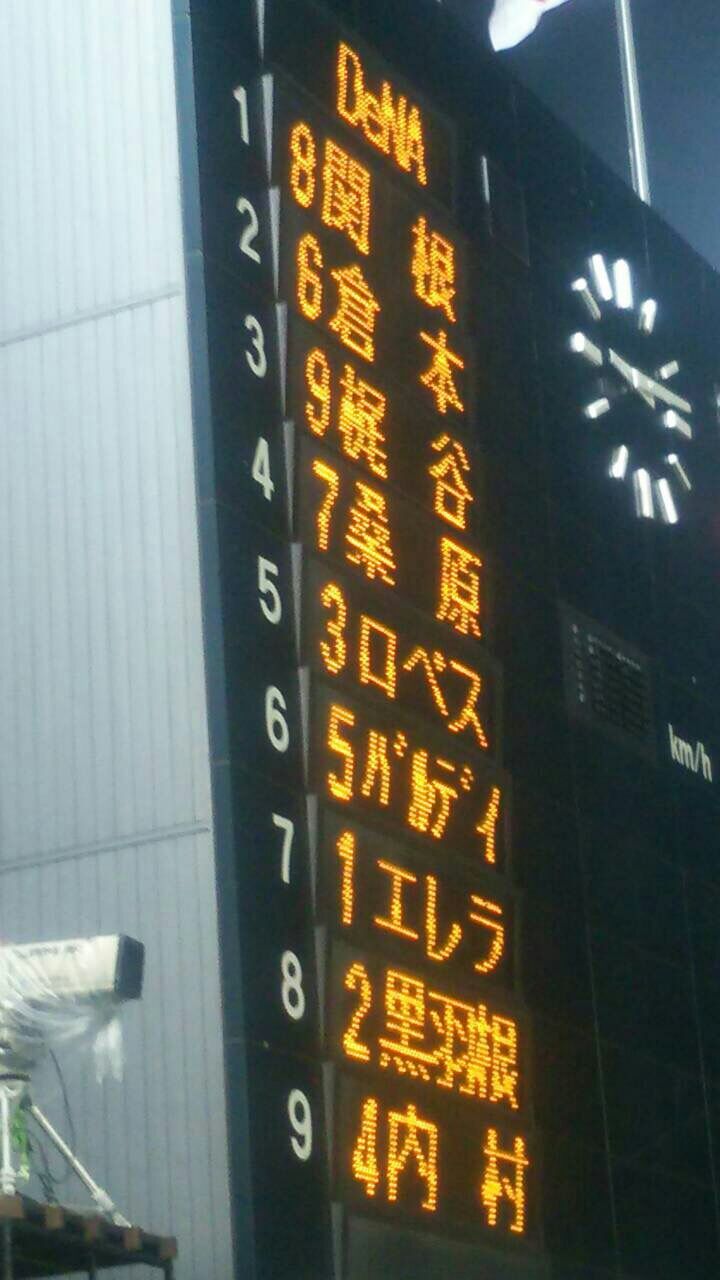 DeNA
1 8 関根
2 6 倉本
3 9 梶谷
4 7 桑原
5 3 ロペス
6 5 バルディ
7 1 エレラ
8 2 黒羽根
9 4 内村
km/h